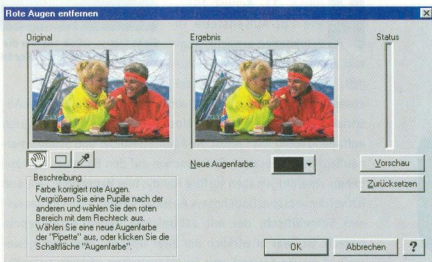 Rote Augen entfernen
Original
Ergebnis
Status
Neue Augenfarbe:
Vorschau
Zurücksetzen
Beschreibung
Farbe korrigiert rote Augen.
Vergrößern Sie eine Pupille nach der
anderen und wählen Sie den roten
Bereich mit dem Rechteck aus.
Wählen Sie eine neue Augenfarbe
der "Pipette" aus, oder klicken Sie die
Schaltfläche "Augenfarbe".
OK
Abbrechen
?